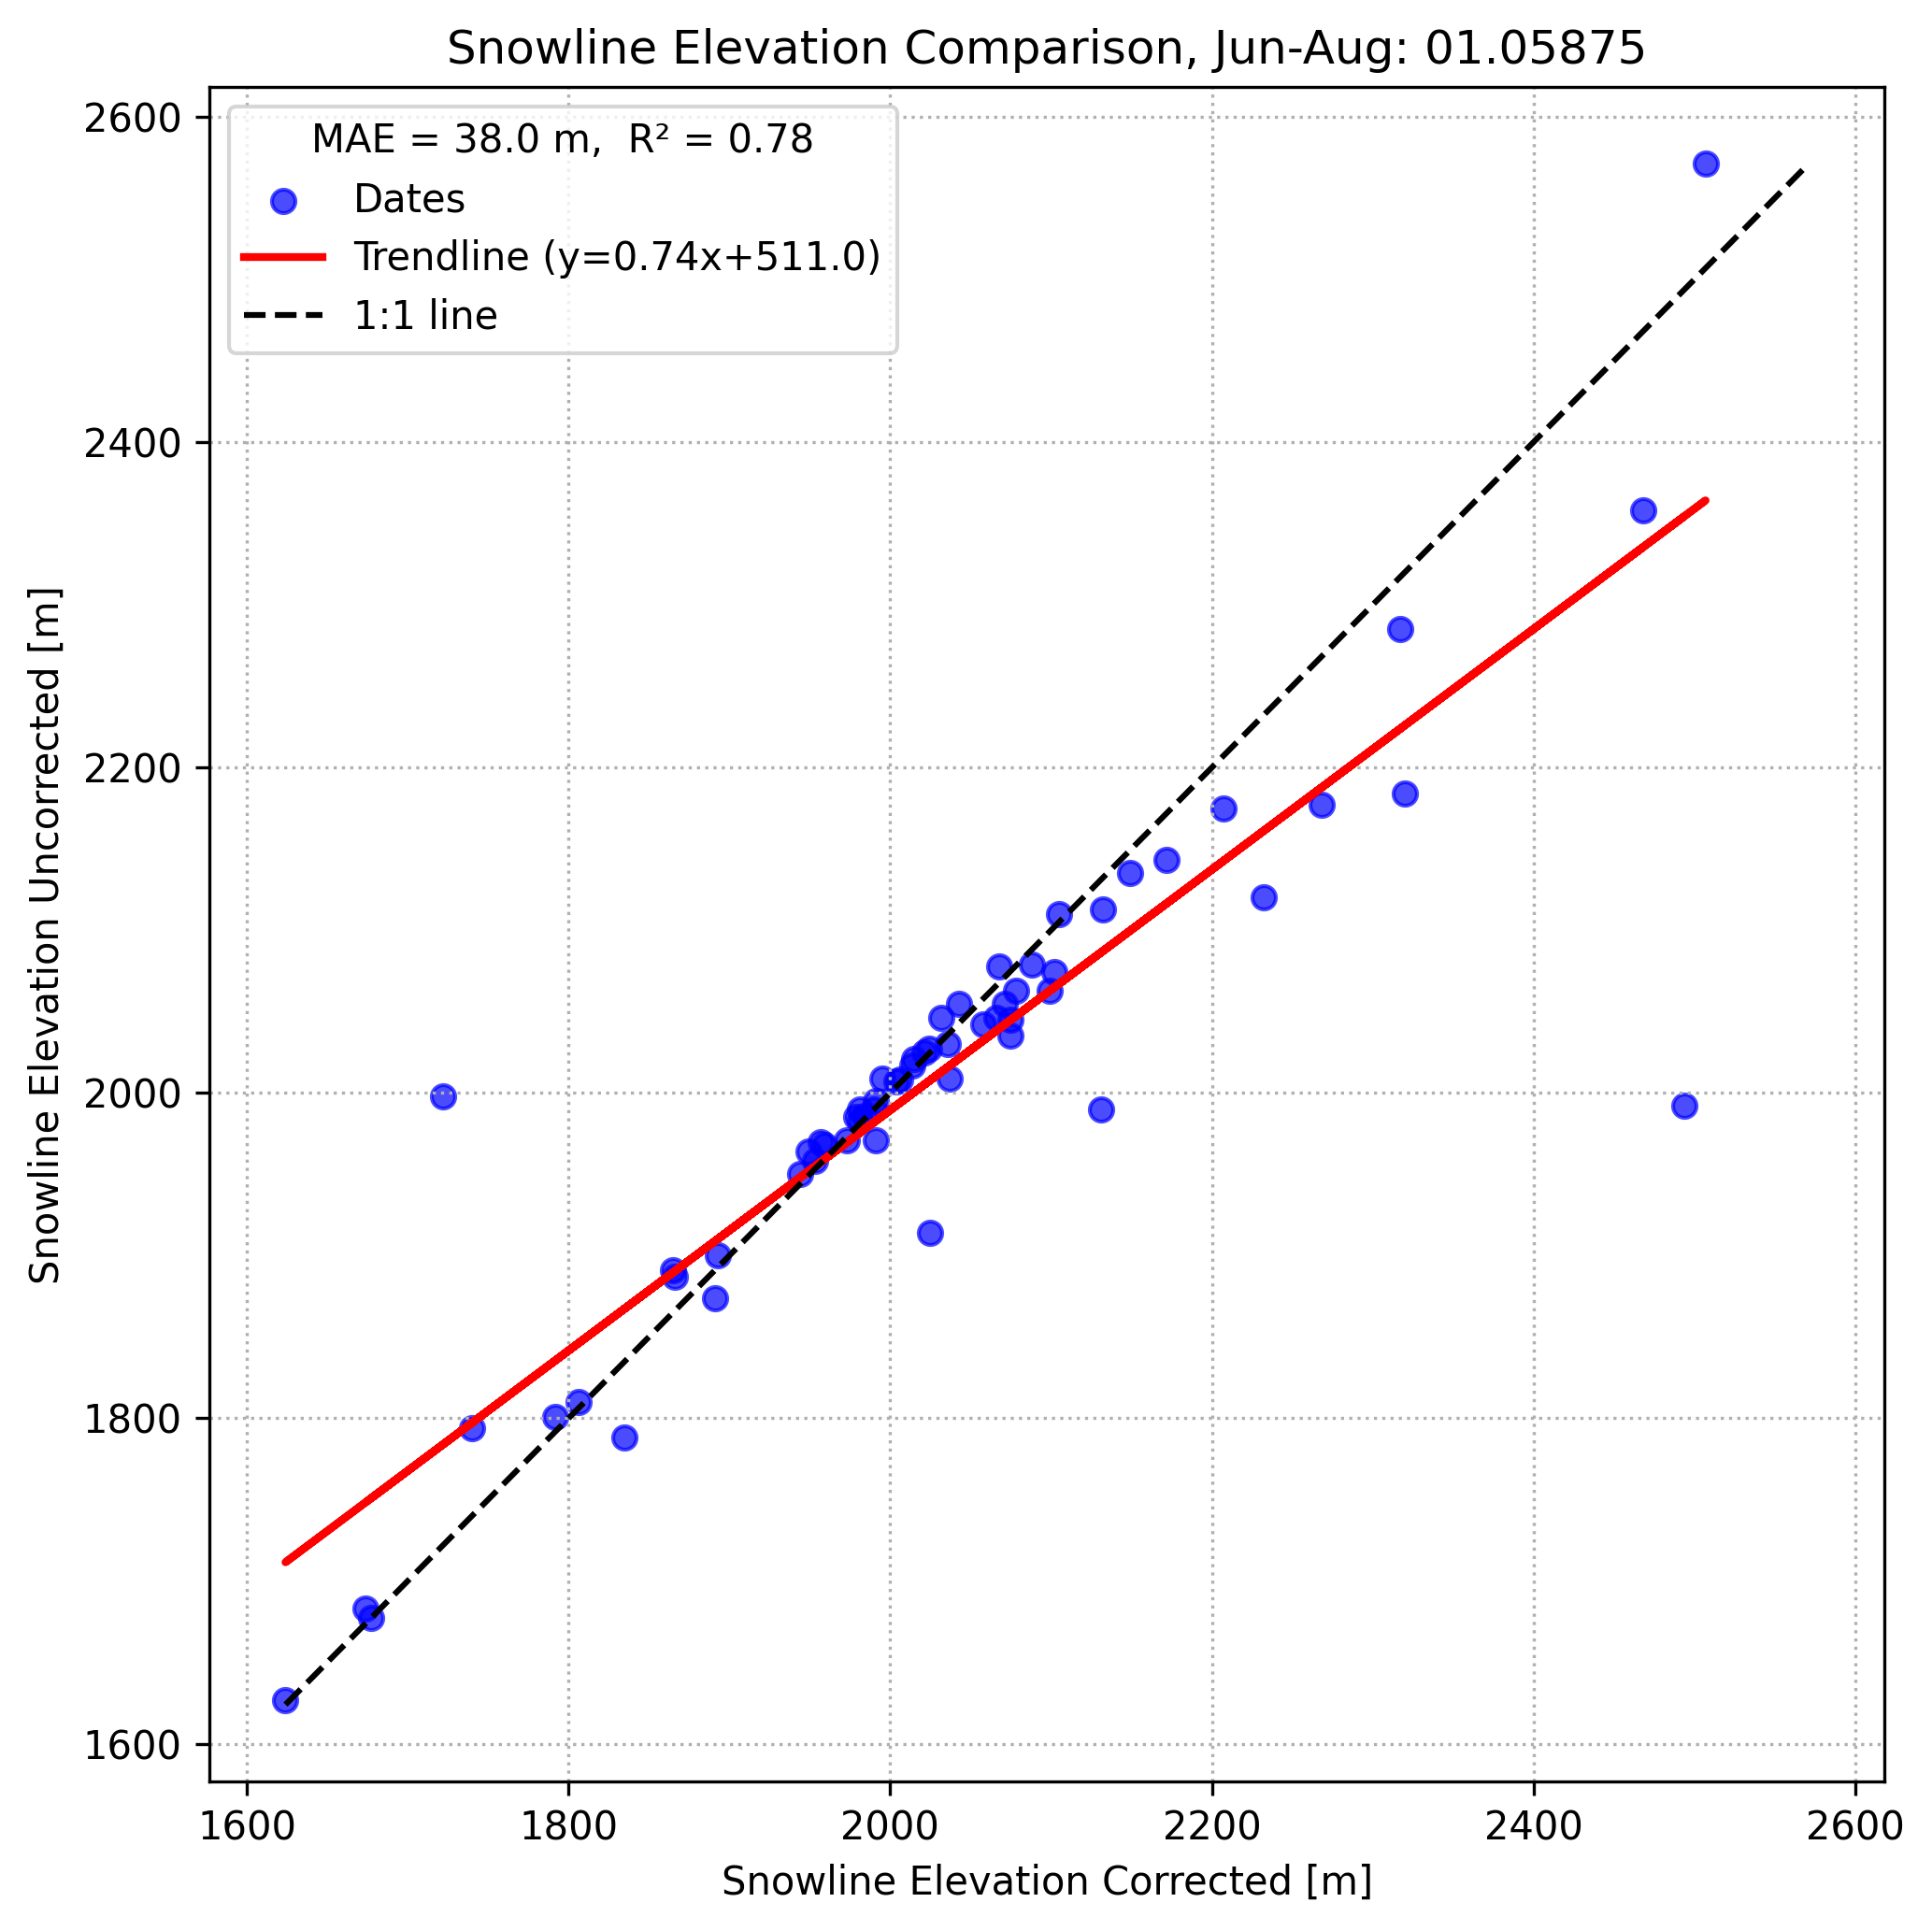 Snowline Elevation Comparison, Jun-Aug: 01.05875
MAE = 38.0 m,  R² = 0.78
Dates
Trendline (y=0.74x+511.0)
1:1 line
2600
2400
2200
2000
1800
1600
Snowline Elevation Uncorrected [m]
1600 1800 2000 2200 2400 2600
Snowline Elevation Corrected [m]